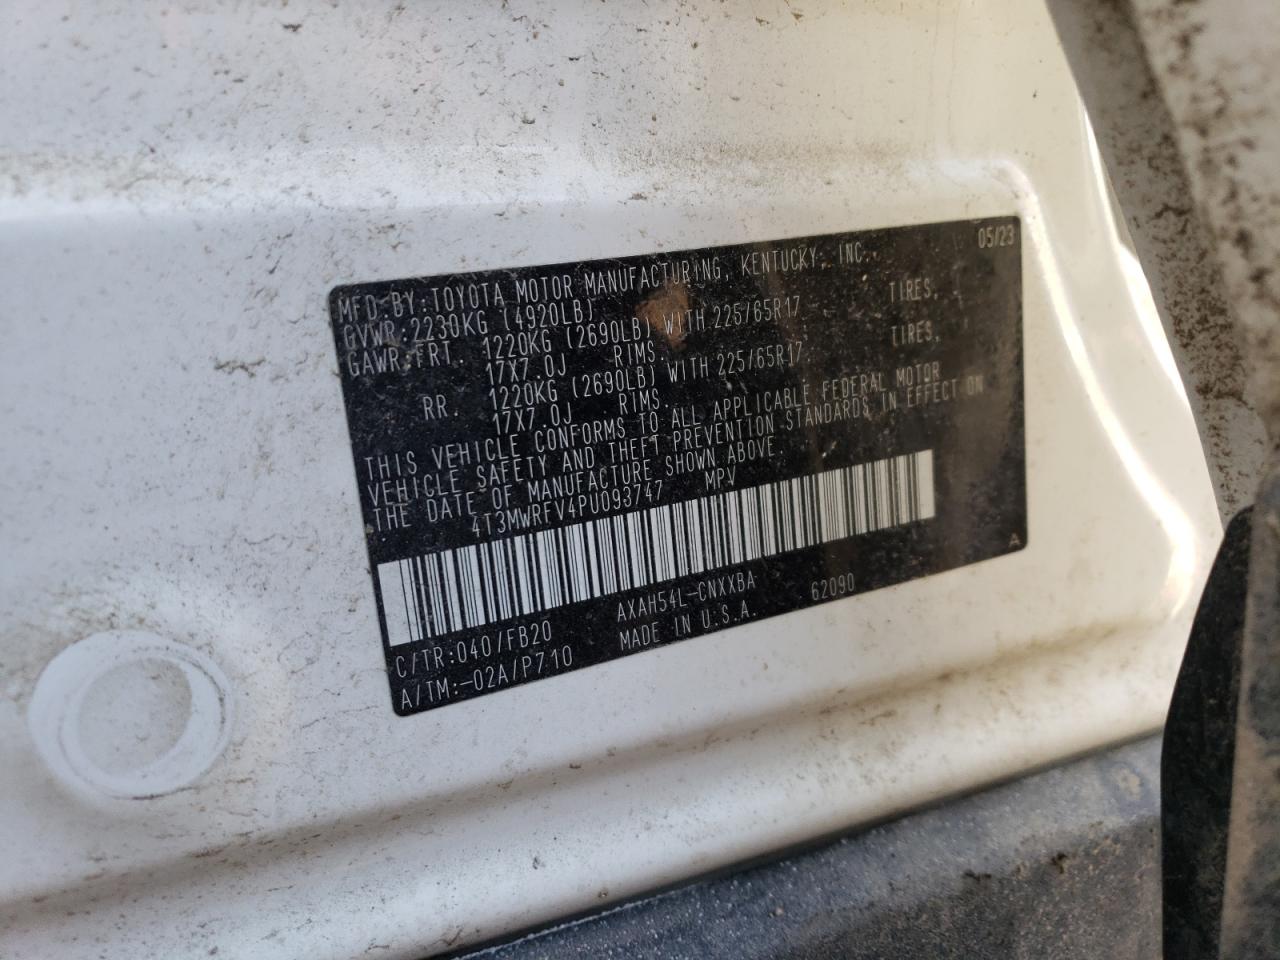 05/23
MFD. BY: TOYOTA MOTOR MANUFACTURING, KENTUCKY, INC.
GVWR 2230KG (4920LB)
GAWR: FRT. 1220KG (2690LB) WITH 225/65R17 TIRES,
17X7.0J RIMS.
RR. 1220KG (2690LB) WITH 225/65R17 TIRES,
17X7.0J RIMS.
THIS VEHICLE CONFORMS TO ALL APPLICABLE FEDERAL MOTOR
VEHICLE SAFETY AND THEFT PREVENTION STANDARDS IN EFFECT ON
THE DATE OF MANUFACTURE SHOWN ABOVE.
4T3MWRFV4PU093747 MPV
C/TR:040/FB20 AXAH54L-CNXXBA 62090 A
A/TM:-02A/P710 MADE IN U.S.A.